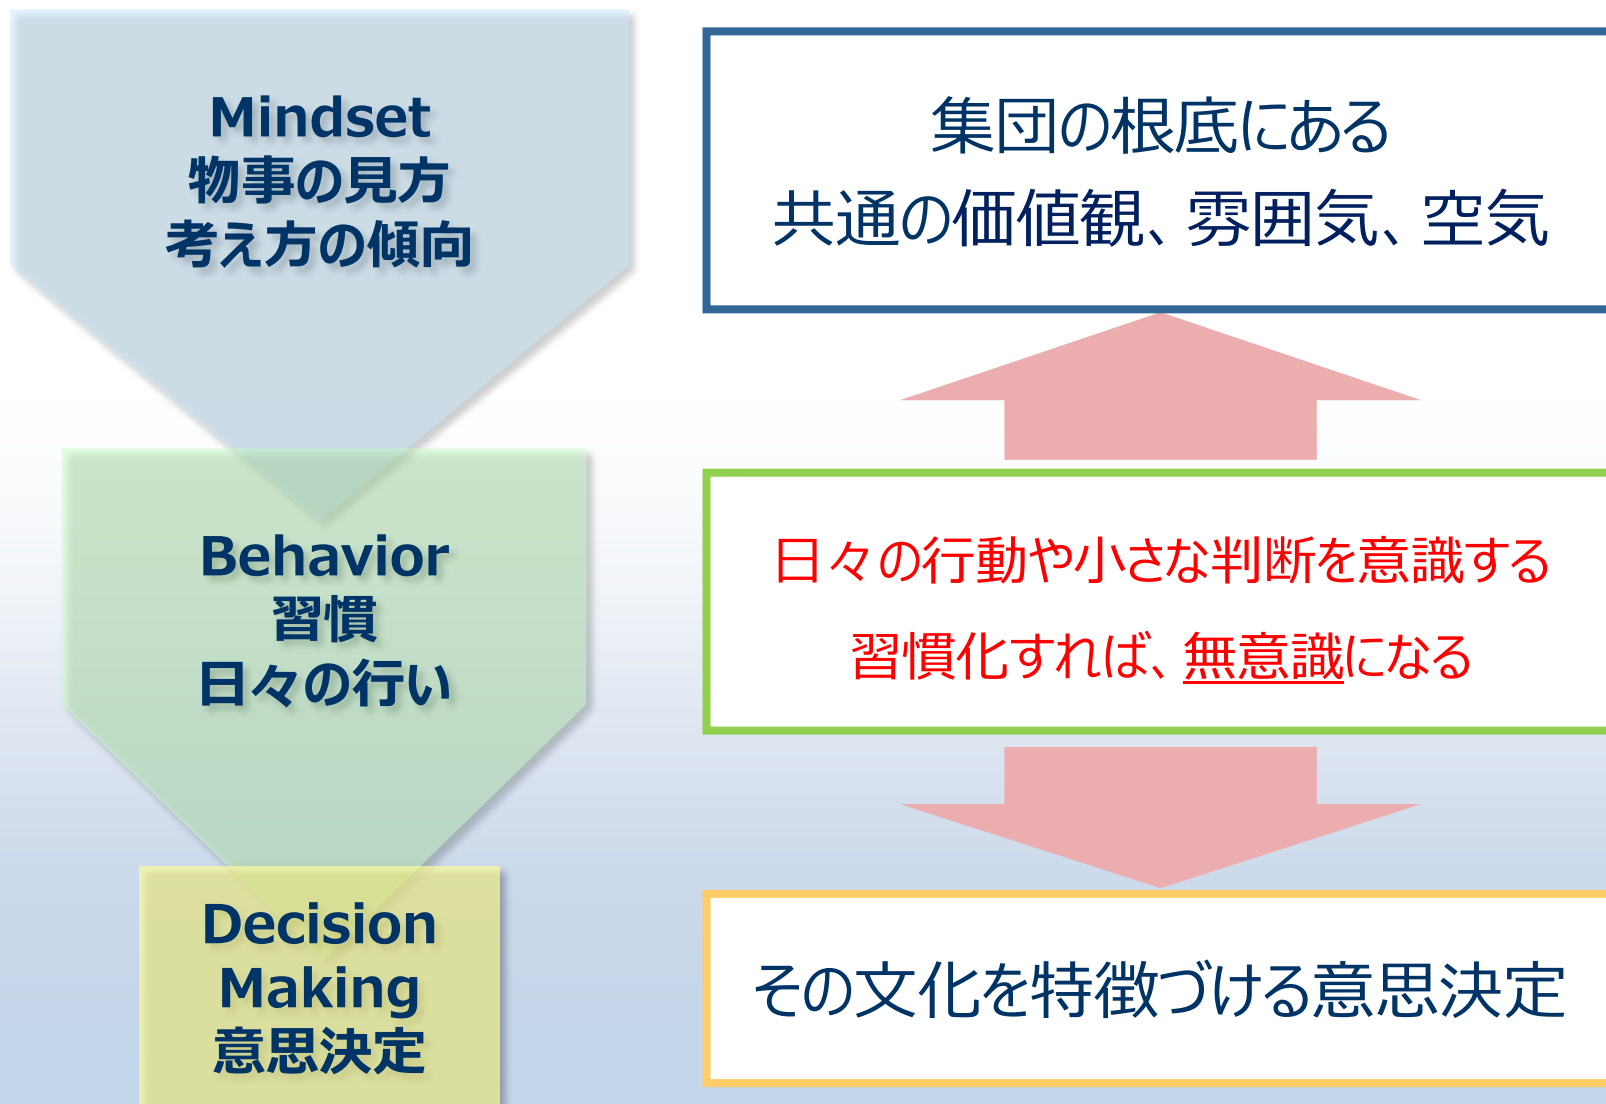 Mindset
物事の見方
考え方の傾向
集団の根底にある
共通の価値観、雰囲気、空気
Behavior
習慣
日々の行い
日々の行動や小さな判断を意識する
習慣化すれば、無意識になる
Decision
Making
意思決定
その文化を特徴づける意思決定